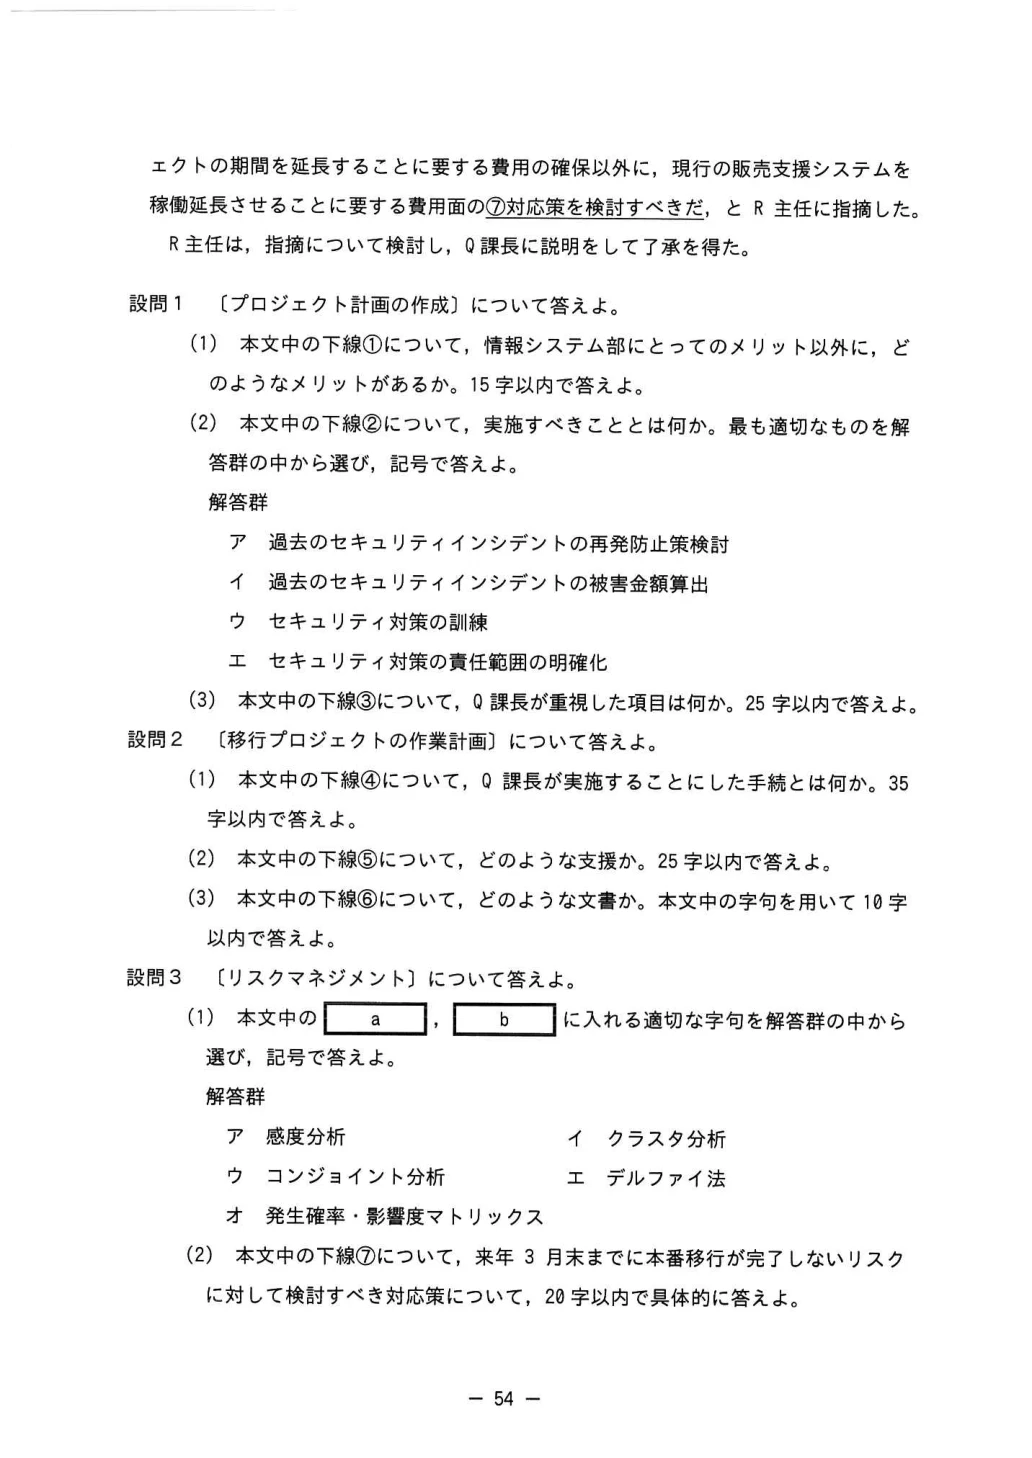 ェクトの期間を延長することに要する費用の確保以外に，現行の販売支援システムを
稼働延長させることに要する費用面の⑦対応策を検討すべきだ，と R 主任に指摘した。
R 主任は，指摘について検討し，Q 課長に説明をして了承を得た。
設問1 〔プロジェクト計画の作成〕について答えよ。
(1) 本文中の下線①について，情報システム部にとってのメリット以外に，ど
のようなメリットがあるか。15 字以内で答えよ。
(2) 本文中の下線②について，実施すべきこととは何か。最も適切なものを解
答群の中から選び，記号で答えよ。
解答群
ア 過去のセキュリティインシデントの再発防止策検討
イ 過去のセキュリティインシデントの被害金額算出
ウ セキュリティ対策の訓練
エ セキュリティ対策の責任範囲の明確化
(3) 本文中の下線③について，Q 課長が重視した項目は何か。25 字以内で答えよ。
設問2 〔移行プロジェクトの作業計画〕について答えよ。
(1) 本文中の下線④について，Q 課長が実施することにした手続とは何か。35
字以内で答えよ。
(2) 本文中の下線⑤について，どのような支援か。25 字以内で答えよ。
(3) 本文中の下線⑥について，どのような文書か。本文中の字句を用いて 10 字
以内で答えよ。
設問3 〔リスクマネジメント〕について答えよ。
(1) 本文中の a ， b に入れる適切な字句を解答群の中から
選び，記号で答えよ。
解答群
ア 感度分析 イ クラスタ分析
ウ コンジョイント分析 エ デルファイ法
オ 発生確率・影響度マトリックス
(2) 本文中の下線⑦について，来年 3 月末までに本番移行が完了しないリスク
に対して検討すべき対応策について，20 字以内で具体的に答えよ。
― 54 ―